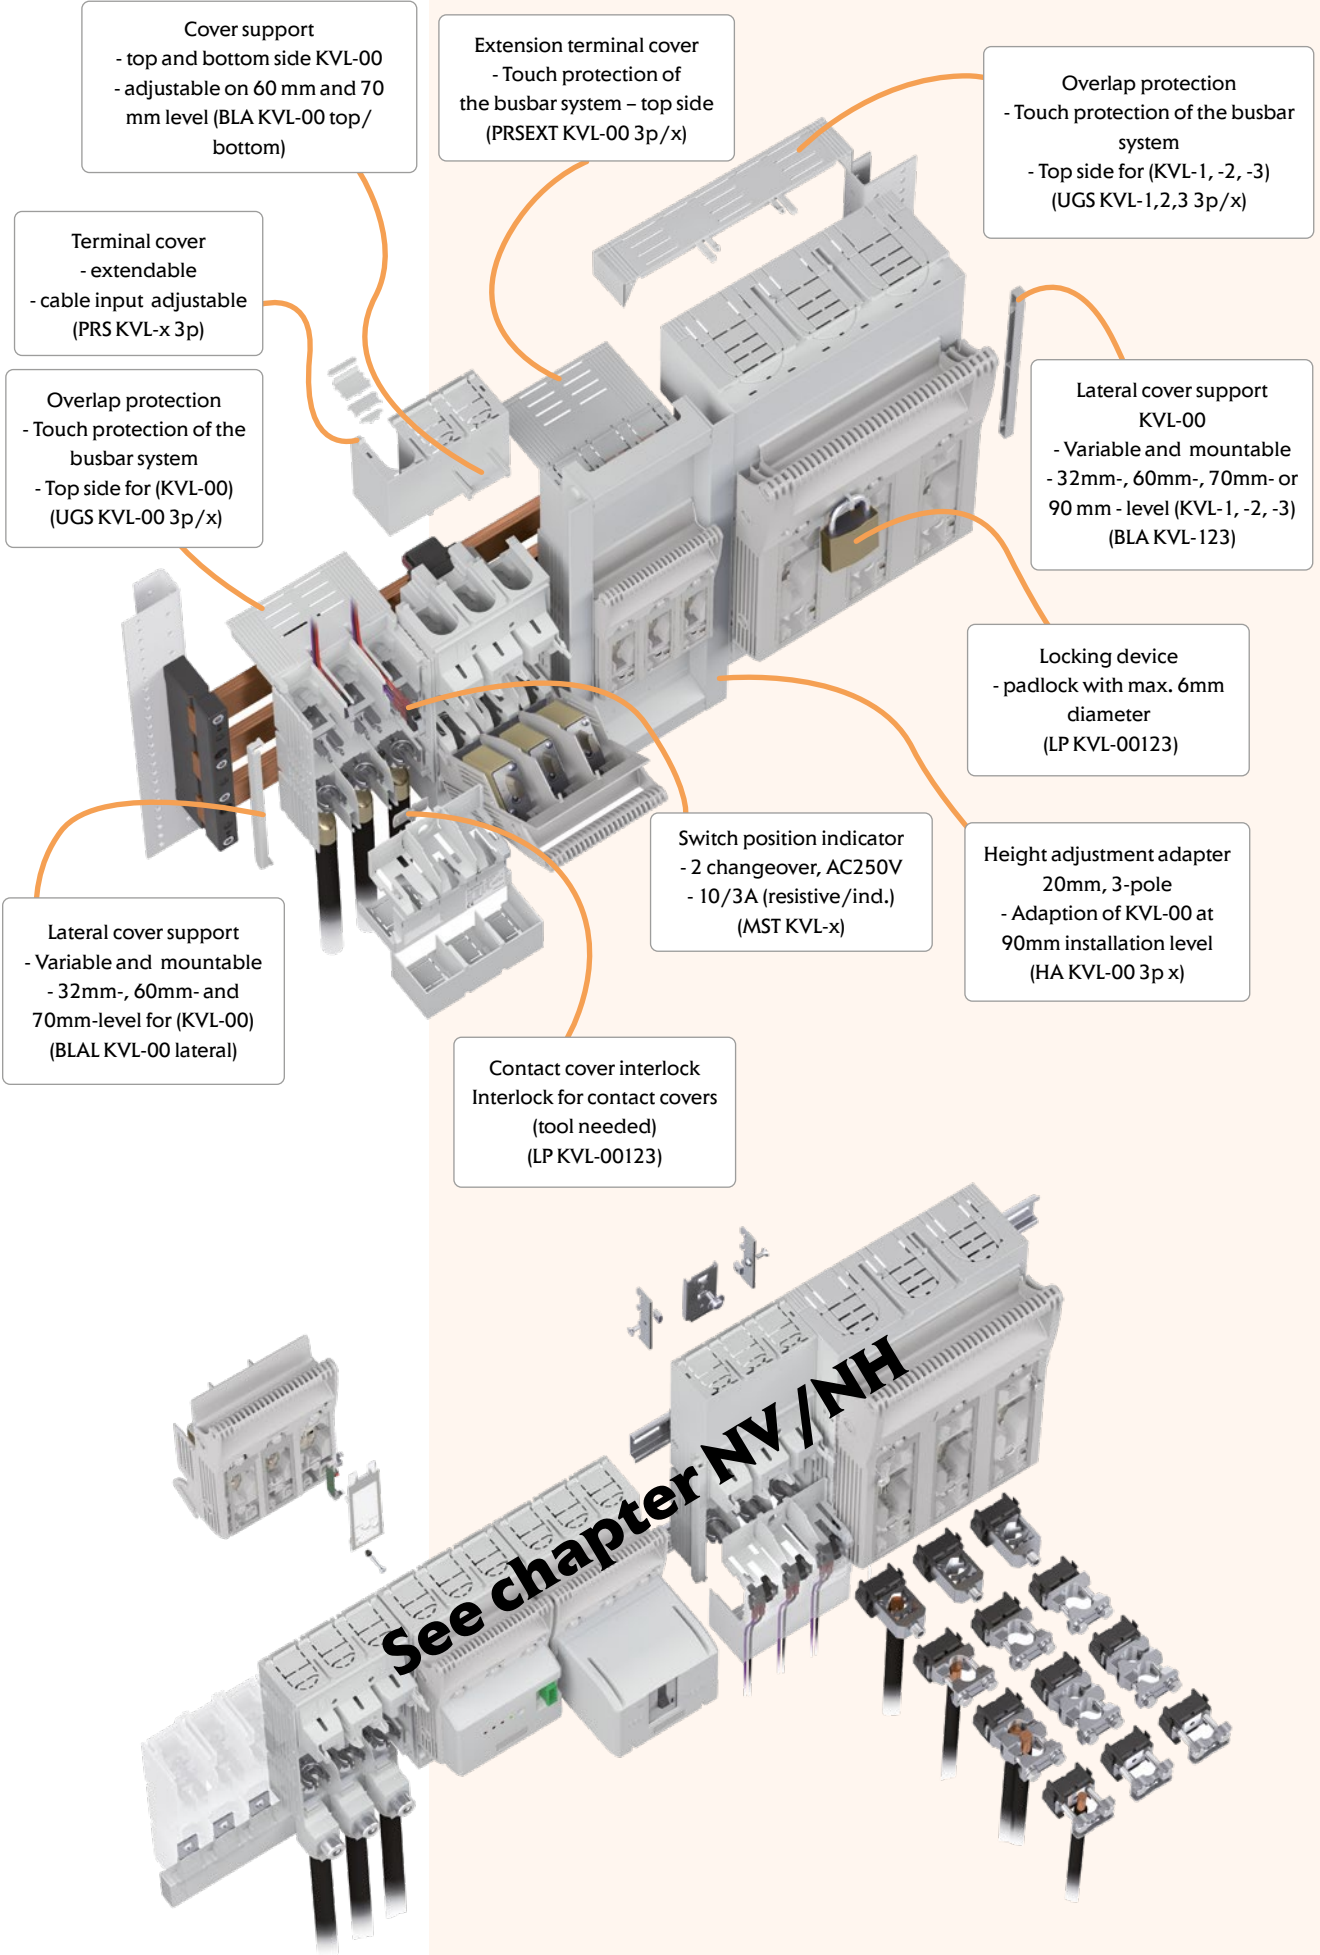 Cover support
- top and bottom side KVL-00
- adjustable on 60 mm and 70
mm level (BLA KVL-00 top/
bottom)
Extension terminal cover
- Touch protection of
the busbar system – top side
(PRSEXT KVL-00 3p/x)
Overlap protection
- Touch protection of the busbar
system
- Top side for (KVL-1, -2, -3)
(UGS KVL-1,2,3 3p/x)
Terminal cover
- extendable
- cable input adjustable
(PRS KVL-x 3p)
Overlap protection
- Touch protection of the
busbar system
- Top side for (KVL-00)
(UGS KVL-00 3p/x)
Lateral cover support
KVL-00
- Variable and mountable
- 32mm-, 60mm-, 70mm- or
90 mm - level (KVL-1, -2, -3)
(BLA KVL-123)
Locking device
- padlock with max. 6mm
diameter
(LP KVL-00123)
Switch position indicator
- 2 changeover, AC250V
- 10/3A (resistive/ind.)
(MST KVL-x)
Height adjustment adapter
20mm, 3-pole
- Adaption of KVL-00 at
90mm installation level
(HA KVL-00 3p x)
Lateral cover support
- Variable and mountable
- 32mm-, 60mm- and
70mm-level for (KVL-00)
(BLAL KVL-00 lateral)
Contact cover interlock
Interlock for contact covers
(tool needed)
(LP KVL-00123)
See chapter NV/NH